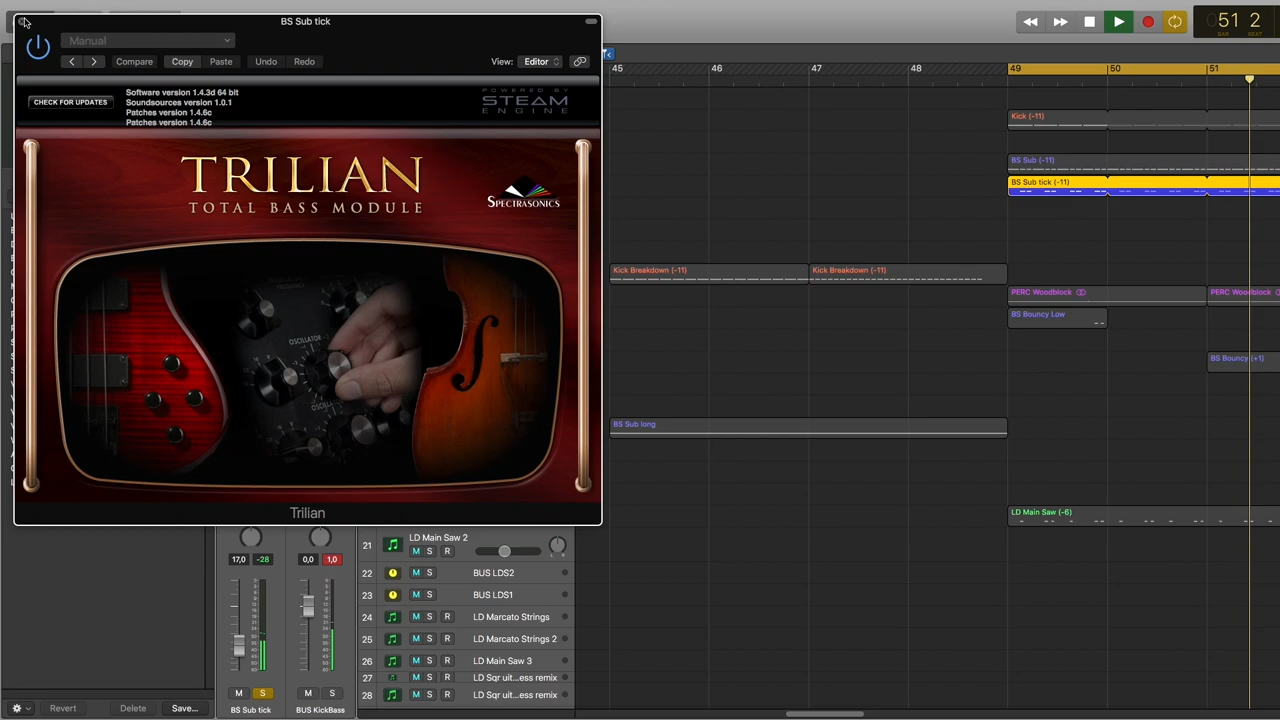 BS Sub tick
Manual
Compare Copy Paste Undo Redo View: Editor
51 2
BAR BEAT
45 46 47 48 49 50 51
CHECK FOR UPDATES
Software version 1.4.3d 64 bit
Soundsources version 1.0.1
Patches version 1.4.6c
Patches version 1.4.6c
POWERED BY
STEAM
ENGINE
TRILIAN
TOTAL BASS MODULE
SPECTRASONICS
OSCILLATOR-1
Trilian
Kick (-11)
BS Sub (-11)
BS Sub tick (-11)
Kick Breakdown (-11) Kick Breakdown (-11)
PERC Woodblock PERC Woodblock
BS Bouncy Low
BS Bouncy (+1)
BS Sub long
LD Main Saw (-6)
17,0 -28 0,0 1,0
M S M S
BS Sub tick BUS KickBass
Revert Delete Save...
21 LD Main Saw 2
M S R L R
22 M S BUS LDS2
23 M S BUS LDS1
24 M S R LD Marcato Strings
25 M S R LD Marcato Strings 2
26 M S R LD Main Saw 3
27 M S R LD Sqr uit...ess remix
28 M S R LD Sqr uit...ess remix